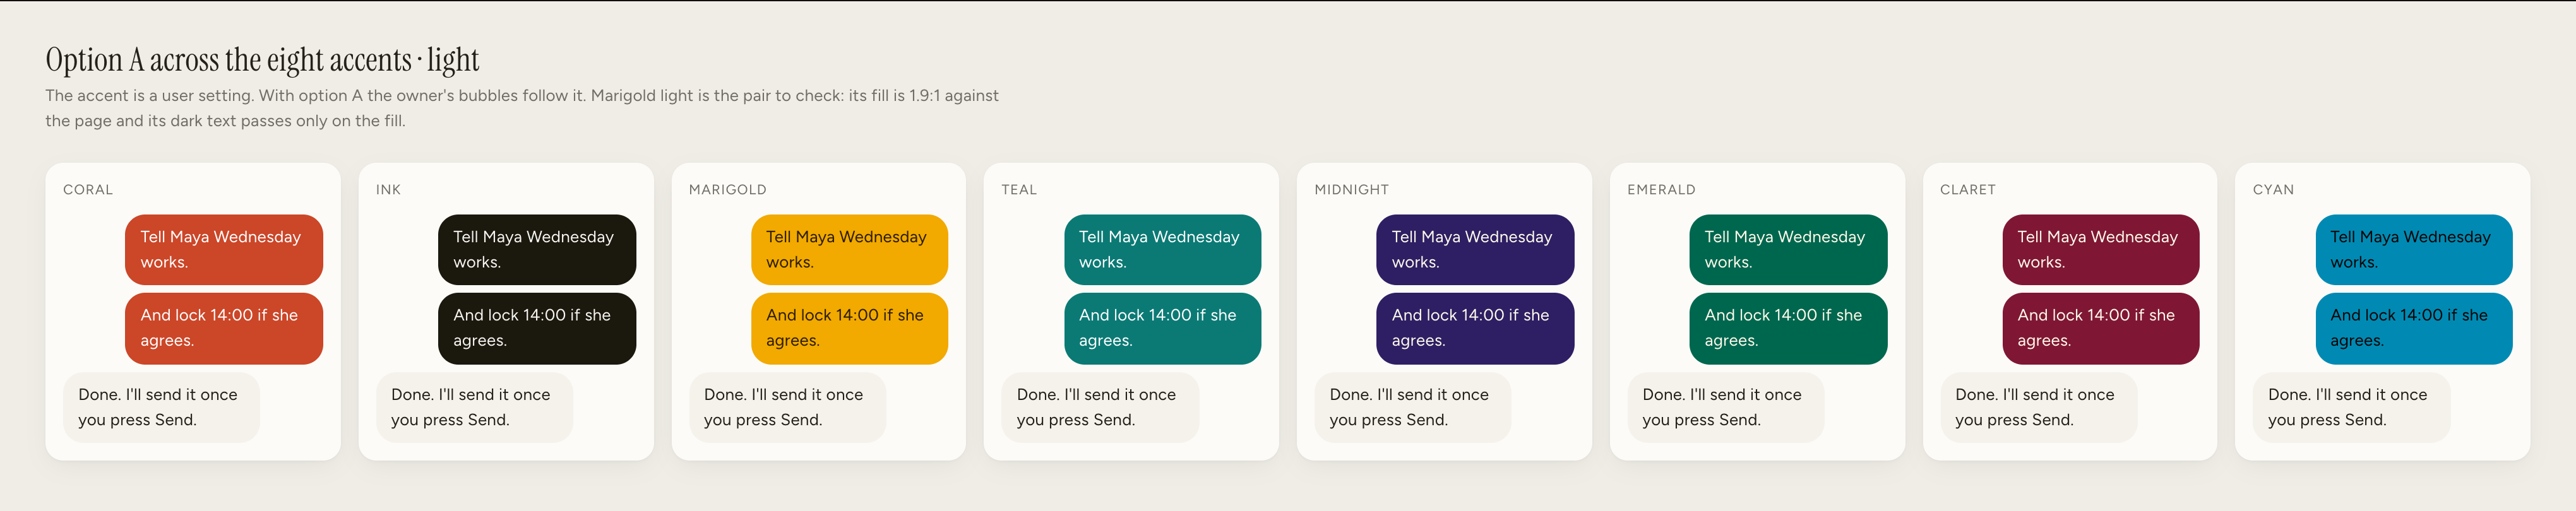 Option A across the eight accents · light
The accent is a user setting. With option A the owner's bubbles follow it. Marigold light is the pair to check: its fill is 1.9:1 against
the page and its dark text passes only on the fill.
CORAL
Tell Maya Wednesday
works.
And lock 14:00 if she
agrees.
Done. I'll send it once
you press Send.
INK
Tell Maya Wednesday
works.
And lock 14:00 if she
agrees.
Done. I'll send it once
you press Send.
MARIGOLD
Tell Maya Wednesday
works.
And lock 14:00 if she
agrees.
Done. I'll send it once
you press Send.
TEAL
Tell Maya Wednesday
works.
And lock 14:00 if she
agrees.
Done. I'll send it once
you press Send.
MIDNIGHT
Tell Maya Wednesday
works.
And lock 14:00 if she
agrees.
Done. I'll send it once
you press Send.
EMERALD
Tell Maya Wednesday
works.
And lock 14:00 if she
agrees.
Done. I'll send it once
you press Send.
CLARET
Tell Maya Wednesday
works.
And lock 14:00 if she
agrees.
Done. I'll send it once
you press Send.
CYAN
Tell Maya Wednesday
works.
And lock 14:00 if she
agrees.
Done. I'll send it once
you press Send.